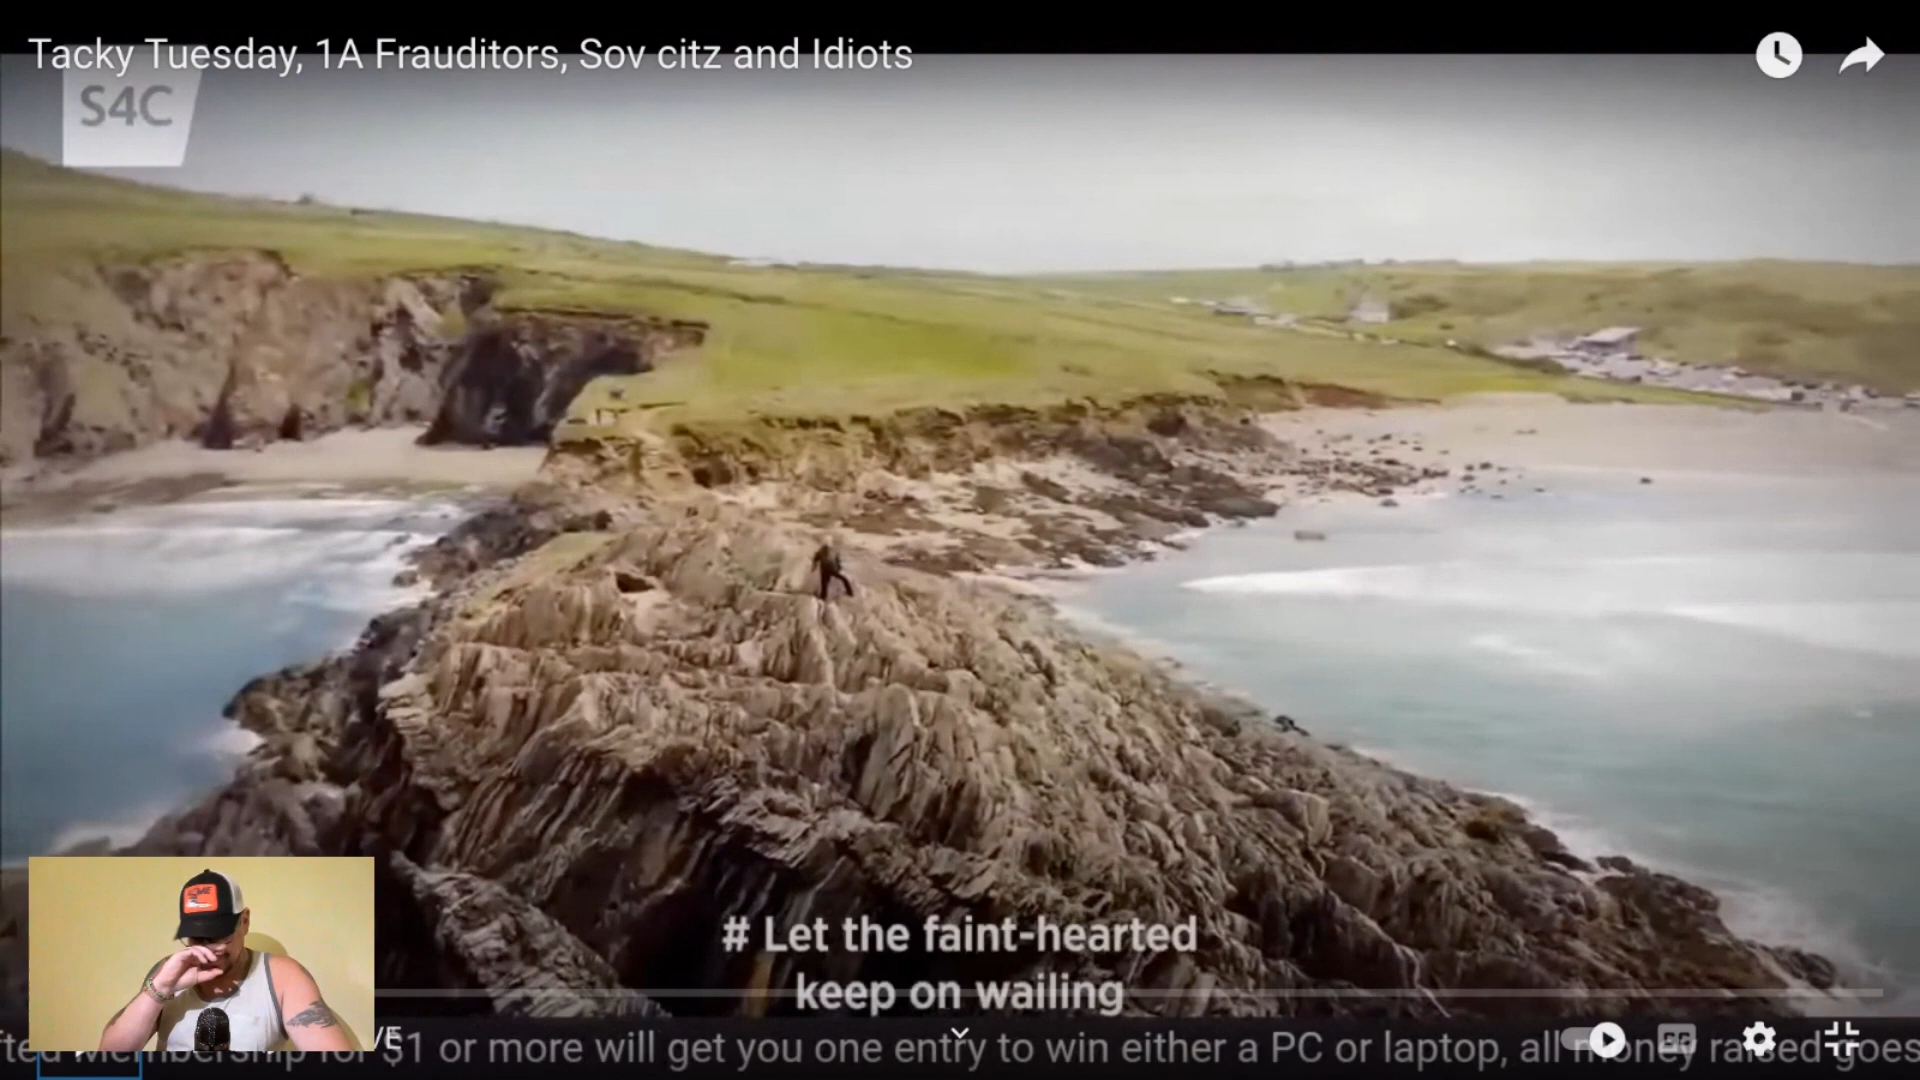 Tacky Tuesday, 1A Frauditors, Sov citz and Idiots
S4C
# Let the faint-hearted
keep on wailing
$1 or more will get you one entry to win either a PC or laptop, all money raised goes